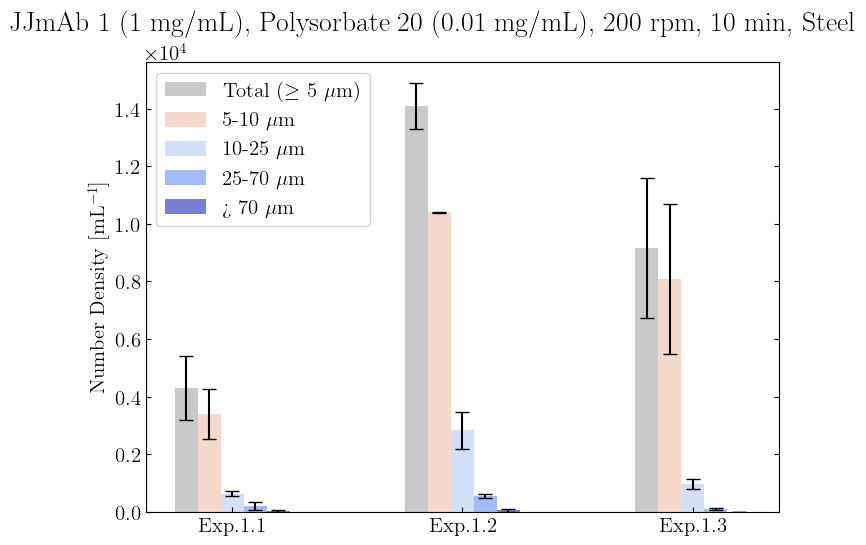 JJmAb 1 (1 mg/mL), Polysorbate 20 (0.01 mg/mL), 200 rpm, 10 min, Steel
×10⁴
Total (≥ 5 μm)
5-10 μm
10-25 μm
25-70 μm
¿ 70 μm
Number Density [mL⁻¹]
1.4
1.2
1.0
0.8
0.6
0.4
0.2
0.0
Exp.1.1 Exp.1.2 Exp.1.3